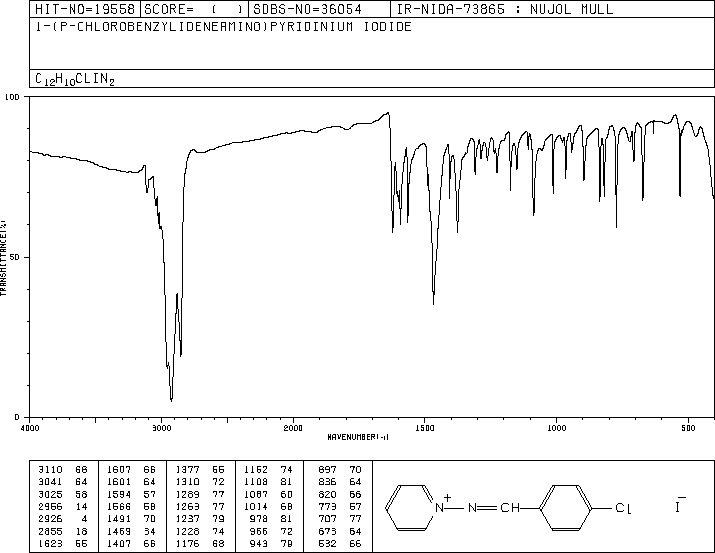 HIT-NO=19558 SCORE= ( ) SDBS-NO=36054 IR-NIDA-73865 : NUJOL MULL
1-(P-CHLOROBENZYLIDENEAMINO)PYRIDINIUM IODIDE
C12H10CLIN2
100
50
0
TRANSMITTANCE(%)
4000 3000 2000 1500 1000 500
WAVENUMBER(-1)
3110 68 1607 66 1377 55 1152 74 897 70
3041 64 1601 64 1310 72 1108 81 836 64
3025 58 1594 57 1289 77 1087 60 820 66
2956 14 1566 58 1263 77 1014 68 773 57
2926 4 1491 70 1237 79 978 81 707 77
2855 18 1469 34 1228 74 966 72 673 64
1623 55 1407 66 1176 68 943 79 532 66
N + N CH Cl I −